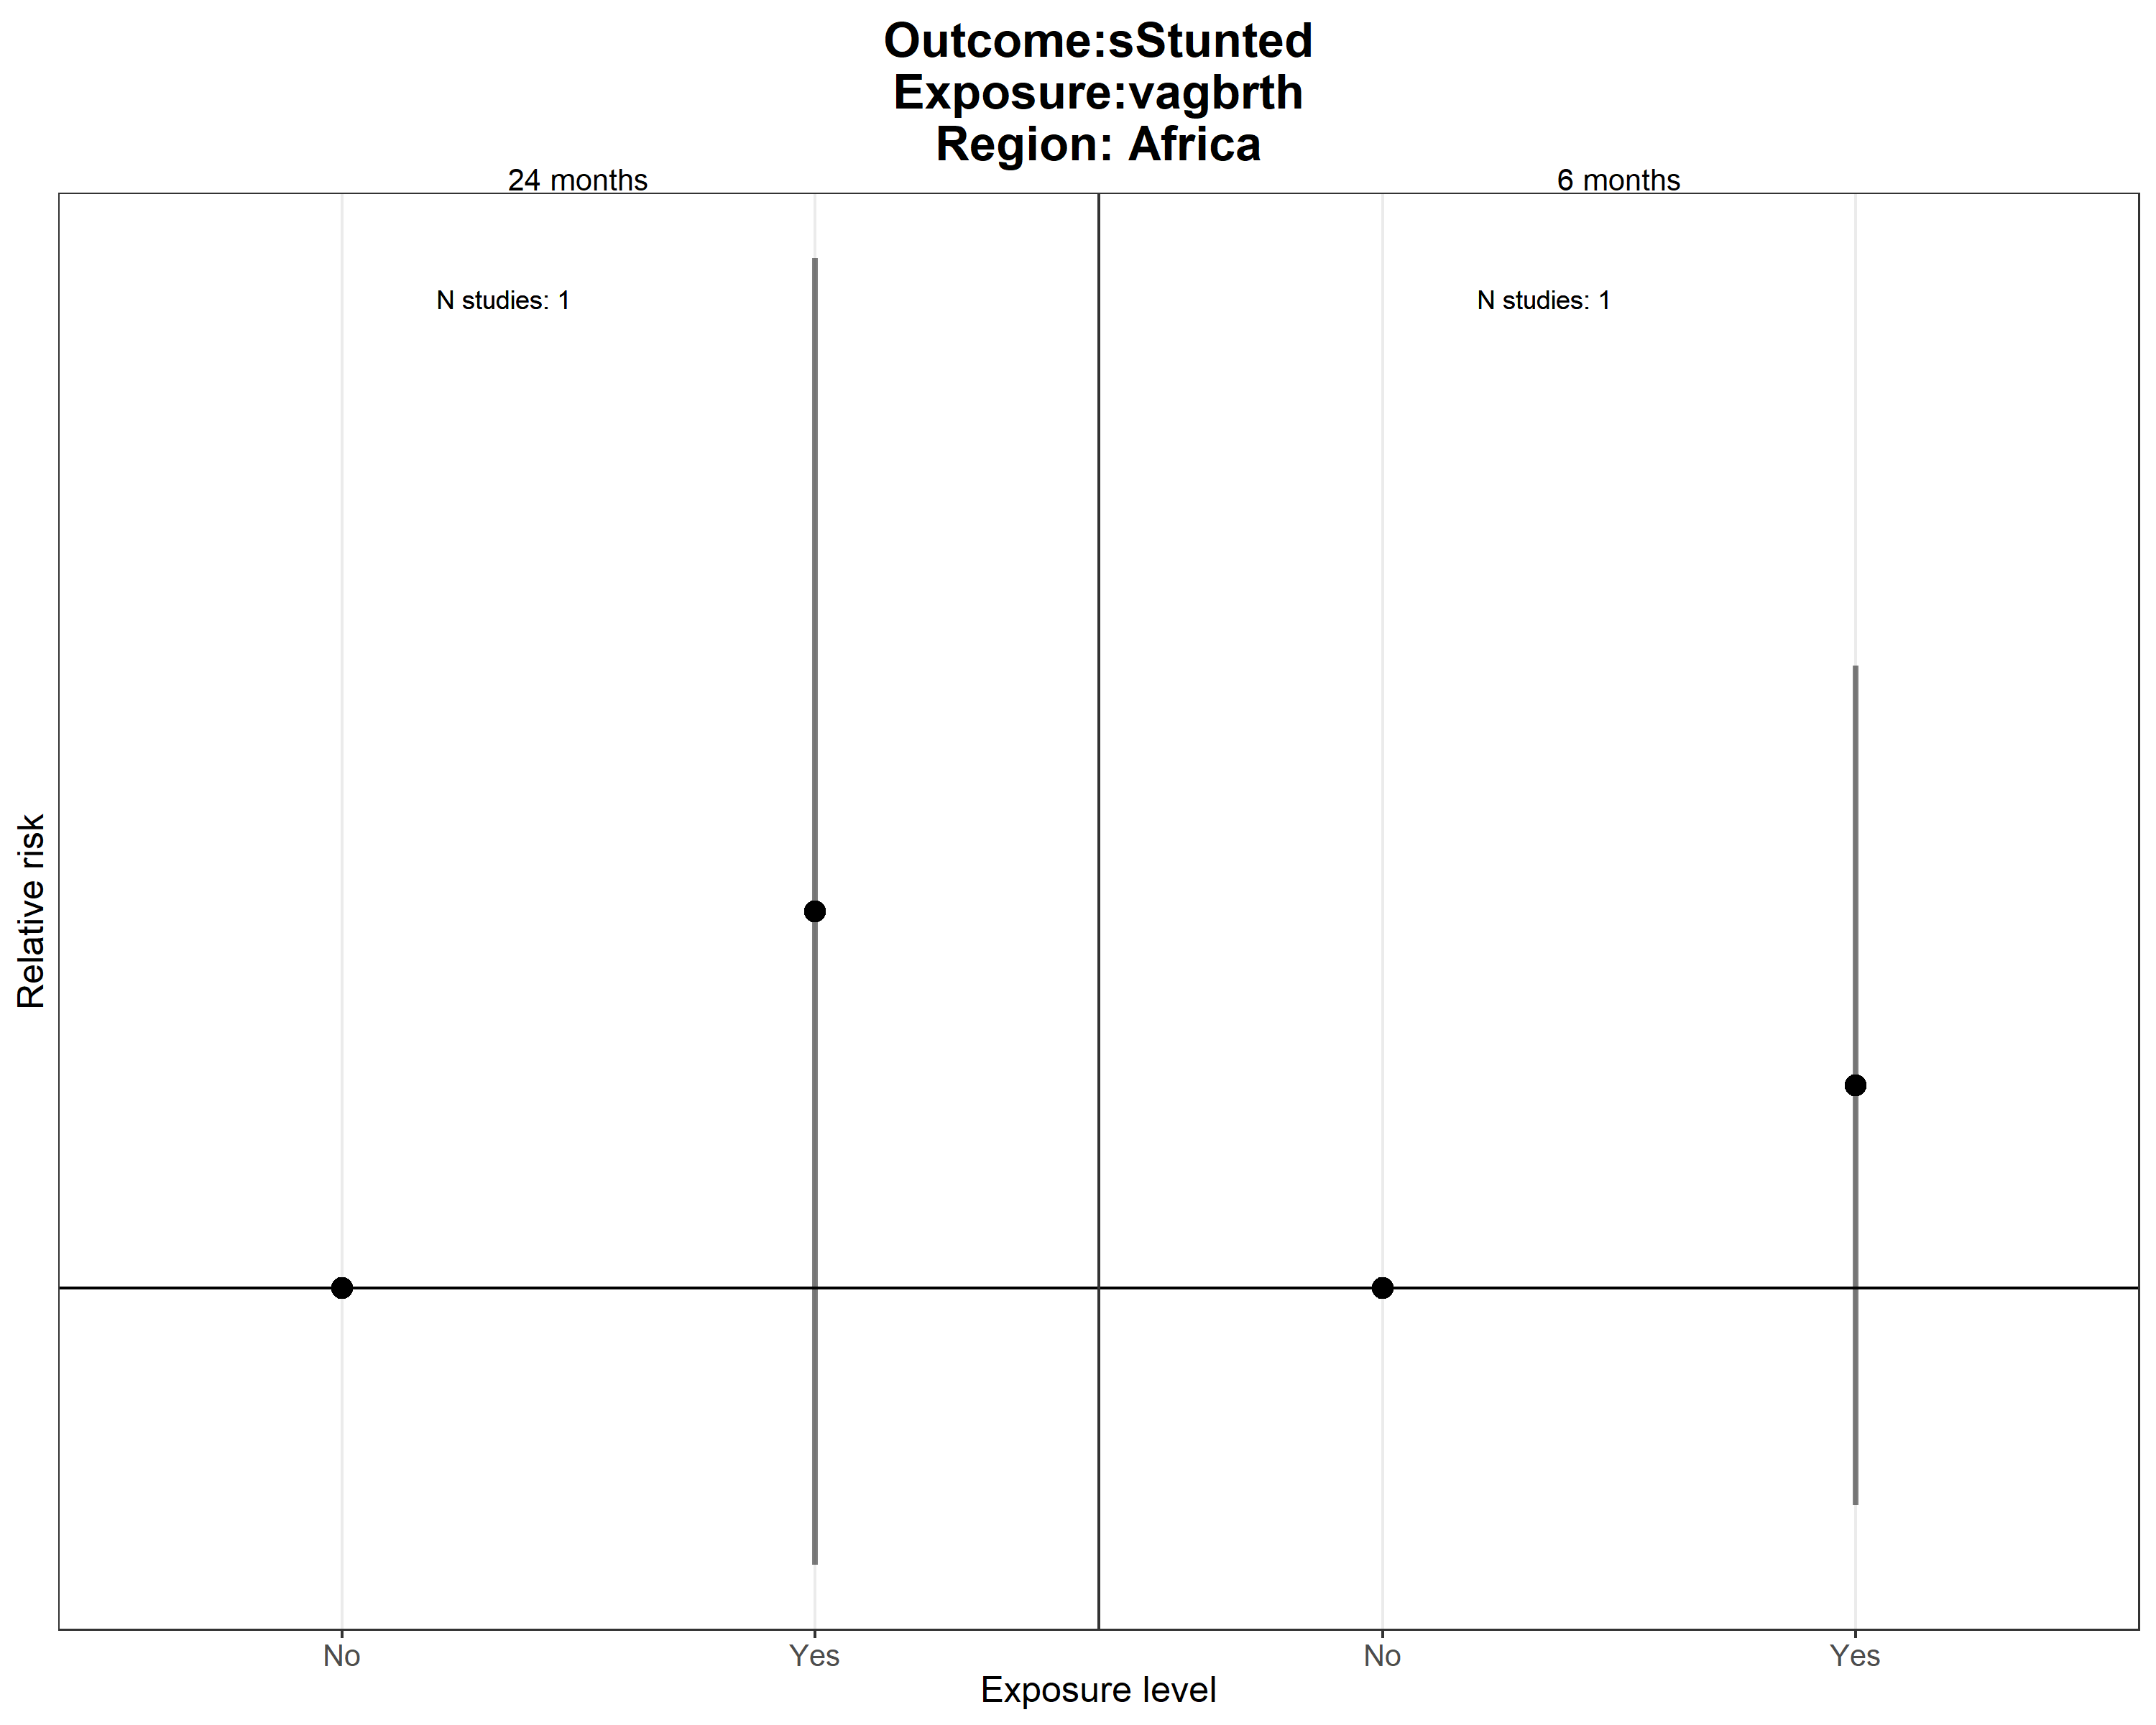 Outcome:sStunted
Exposure:vagbrth
Region: Africa
24 months
6 months
N studies: 1
N studies: 1
Relative risk
No
Yes
No
Yes
Exposure level